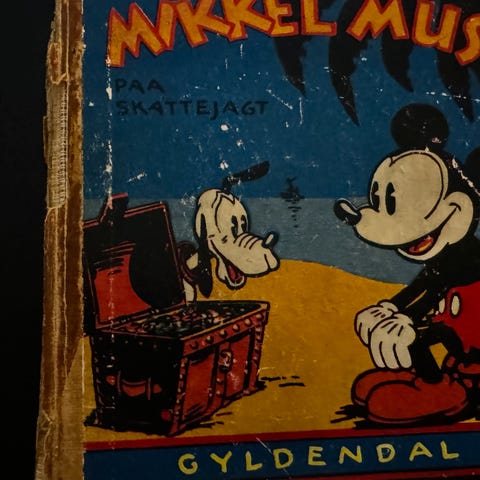 MIKKEL MUS
PAA
SKATTEJAGT
GYLDENDAL